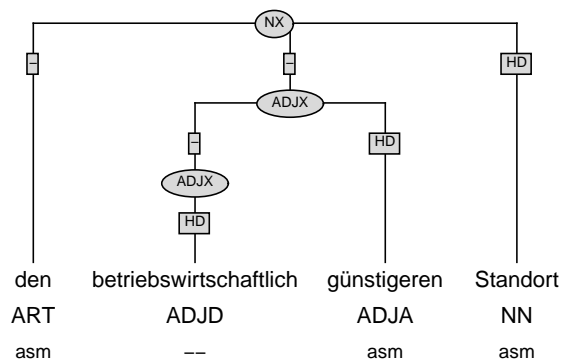 NX
– – HD
ADJX
– HD
ADJX
HD
den betriebswirtschaftlich günstigeren Standort
ART ADJD ADJA NN
asm –– asm asm